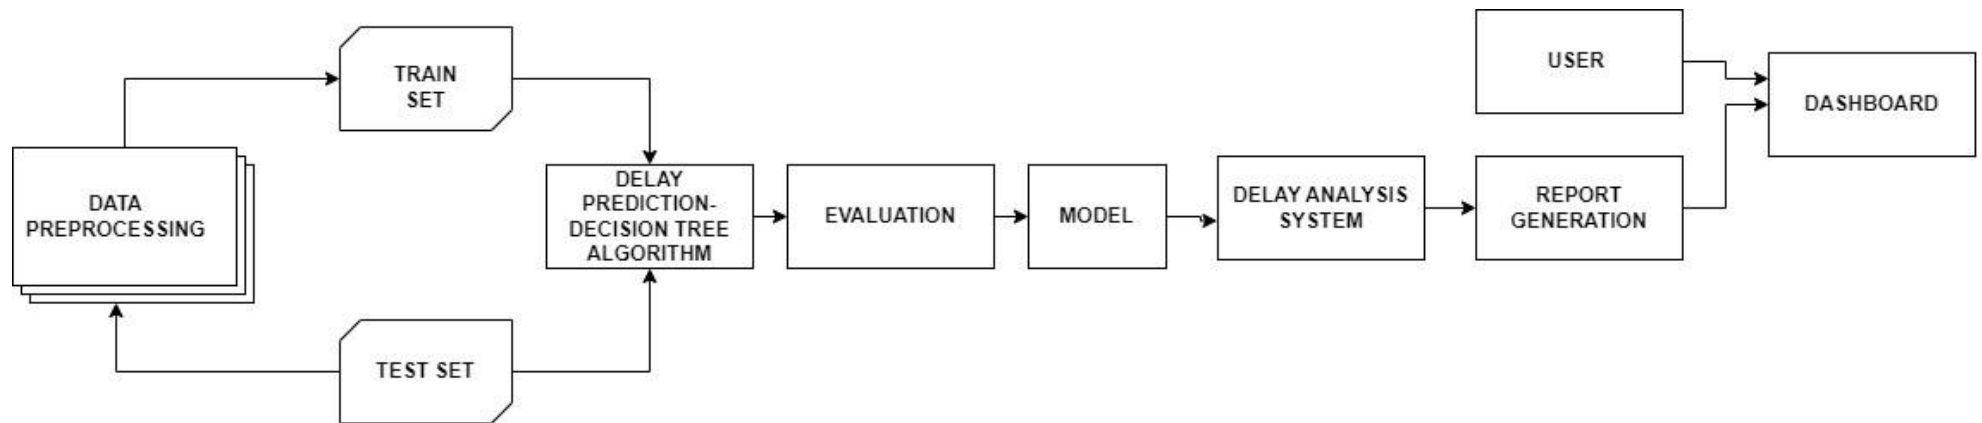 TRAIN
SET
DATA
PREPROCESSING
TEST SET
DELAY
PREDICTION-
DECISION TREE
ALGORITHM
EVALUATION
MODEL
DELAY ANALYSIS
SYSTEM
USER
REPORT
GENERATION
DASHBOARD